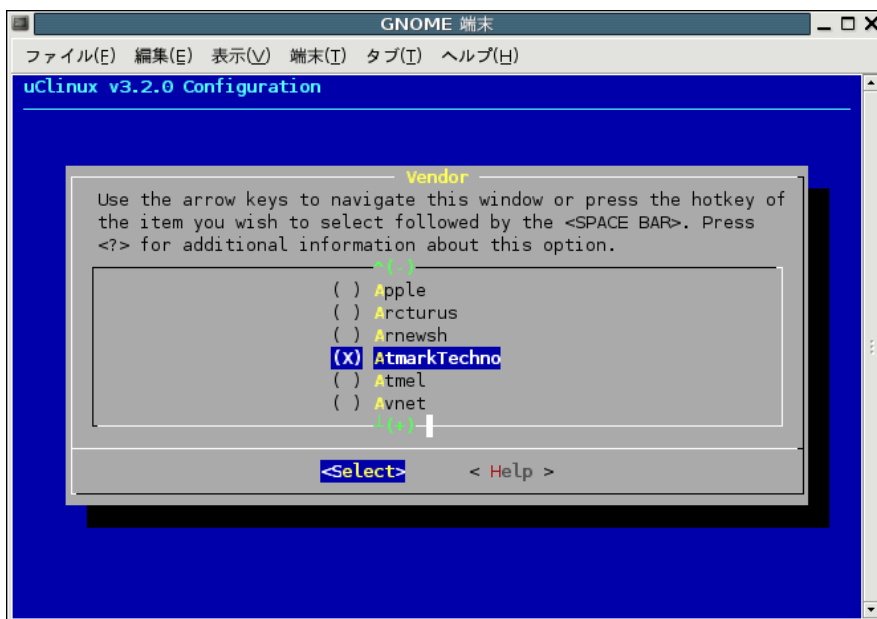 GNOME 端末
ファイル(F) 編集(E) 表示(V) 端末(T) タブ(T) ヘルプ(H)
uClinux v3.2.0 Configuration
Vendor
Use the arrow keys to navigate this window or press the hotkey of
the item you wish to select followed by the <SPACE BAR>. Press
<?> for additional information about this option.
^(-)
( ) Apple
( ) Arcturus
( ) Arnewsh
(X) AtmarkTechno
( ) Atmel
( ) Avnet
┴(+)
<Select> < Help >